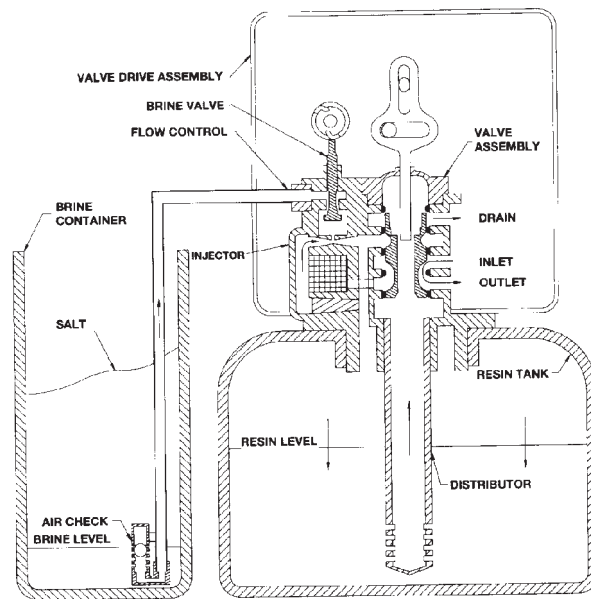 VALVE DRIVE ASSEMBLY
BRINE VALVE
FLOW CONTROL
VALVE
ASSEMBLY
BRINE
CONTAINER
DRAIN
INJECTOR
INLET
OUTLET
SALT
RESIN TANK
RESIN LEVEL
DISTRIBUTOR
AIR CHECK
BRINE LEVEL